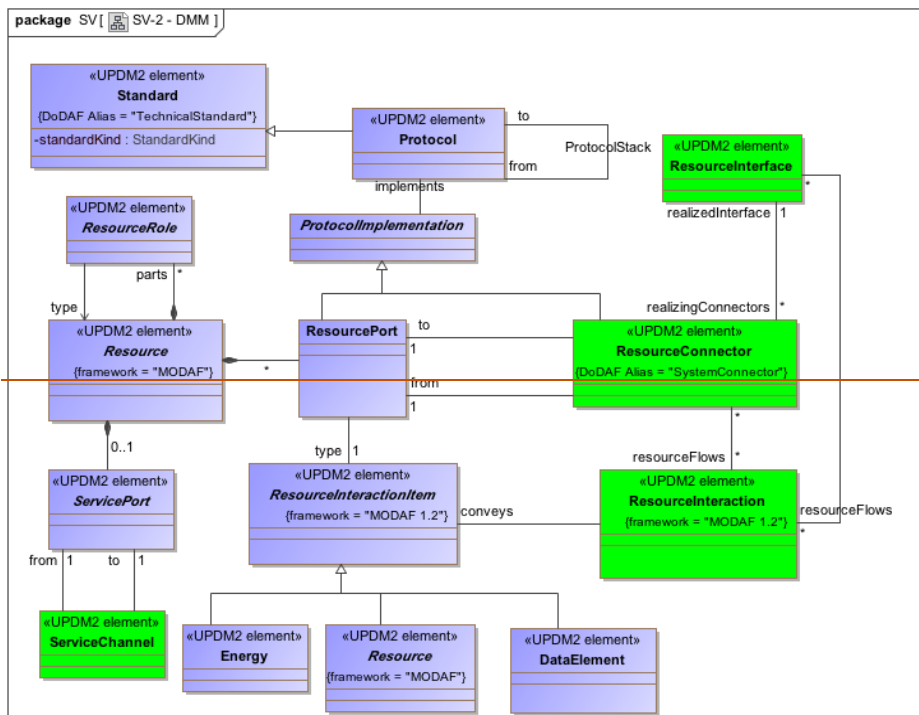 package SV [ SV-2 - DMM ]
«UPDM2 element»
Standard
{DoDAF Alias = "TechnicalStandard"}
-standardKind : StandardKind
«UPDM2 element»
Protocol
to
from
ProtocolStack
implements
«UPDM2 element»
ResourceInterface
*
realizedInterface
1
«UPDM2 element»
ResourceRole
ProtocolImplementation
parts
*
type
realizingConnectors
*
«UPDM2 element»
Resource
{framework = "MODAF"}
*
ResourcePort
to
1
from
1
«UPDM2 element»
ResourceConnector
{DoDAF Alias = "SystemConnector"}
*
0..1
type
1
resourceFlows
*
«UPDM2 element»
ServicePort
«UPDM2 element»
ResourceInteractionItem
{framework = "MODAF 1.2"}
conveys
«UPDM2 element»
ResourceInteraction
{framework = "MODAF 1.2"}
resourceFlows
*
from
1
to
1
«UPDM2 element»
ServiceChannel
«UPDM2 element»
Energy
«UPDM2 element»
Resource
{framework = "MODAF"}
«UPDM2 element»
DataElement